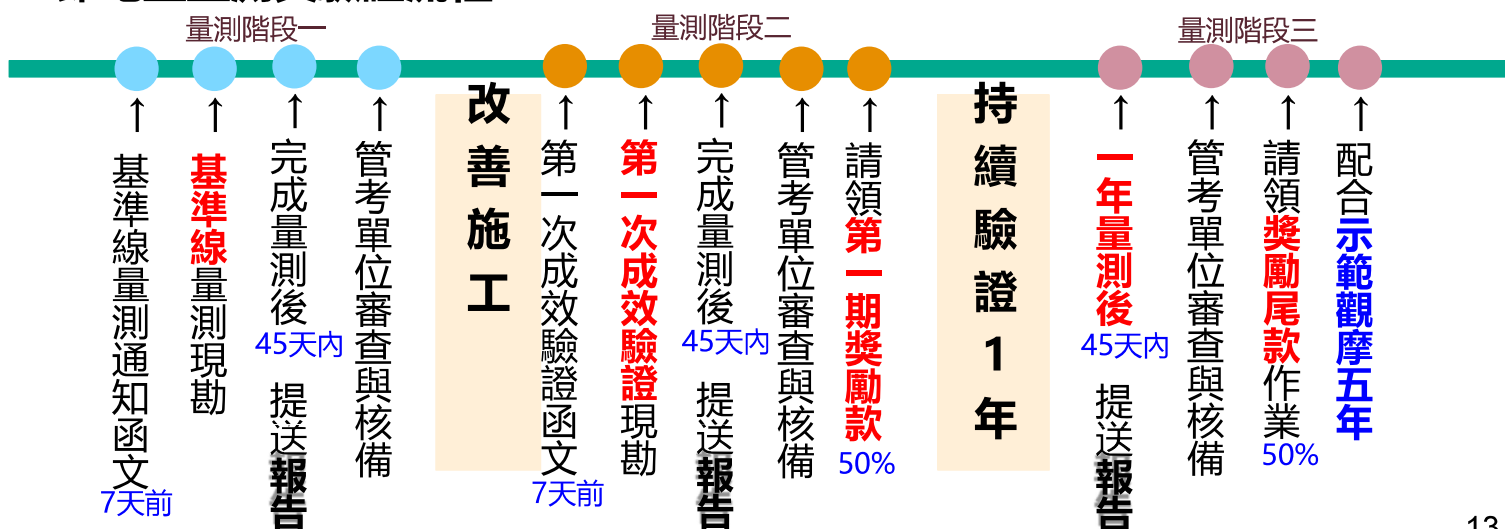 量測階段一
量測階段二
量測階段三
↑基準線量測通知函文
7天前
↑基準線量測現勘
↑完成量測後
45天內
提送報告
↑管考單位審查與核備
改善施工
↑第一次成效驗證函文
7天前
↑第一次成效驗證現勘
↑完成量測後
45天內
提送報告
↑管考單位審查與核備
↑請領第一期獎勵款
50%
持續驗證1年
↑一年量測後
45天內
提送報告
↑管考單位審查與核備
↑請領獎勵尾款作業
50%
↑配合示範觀摩五年
13